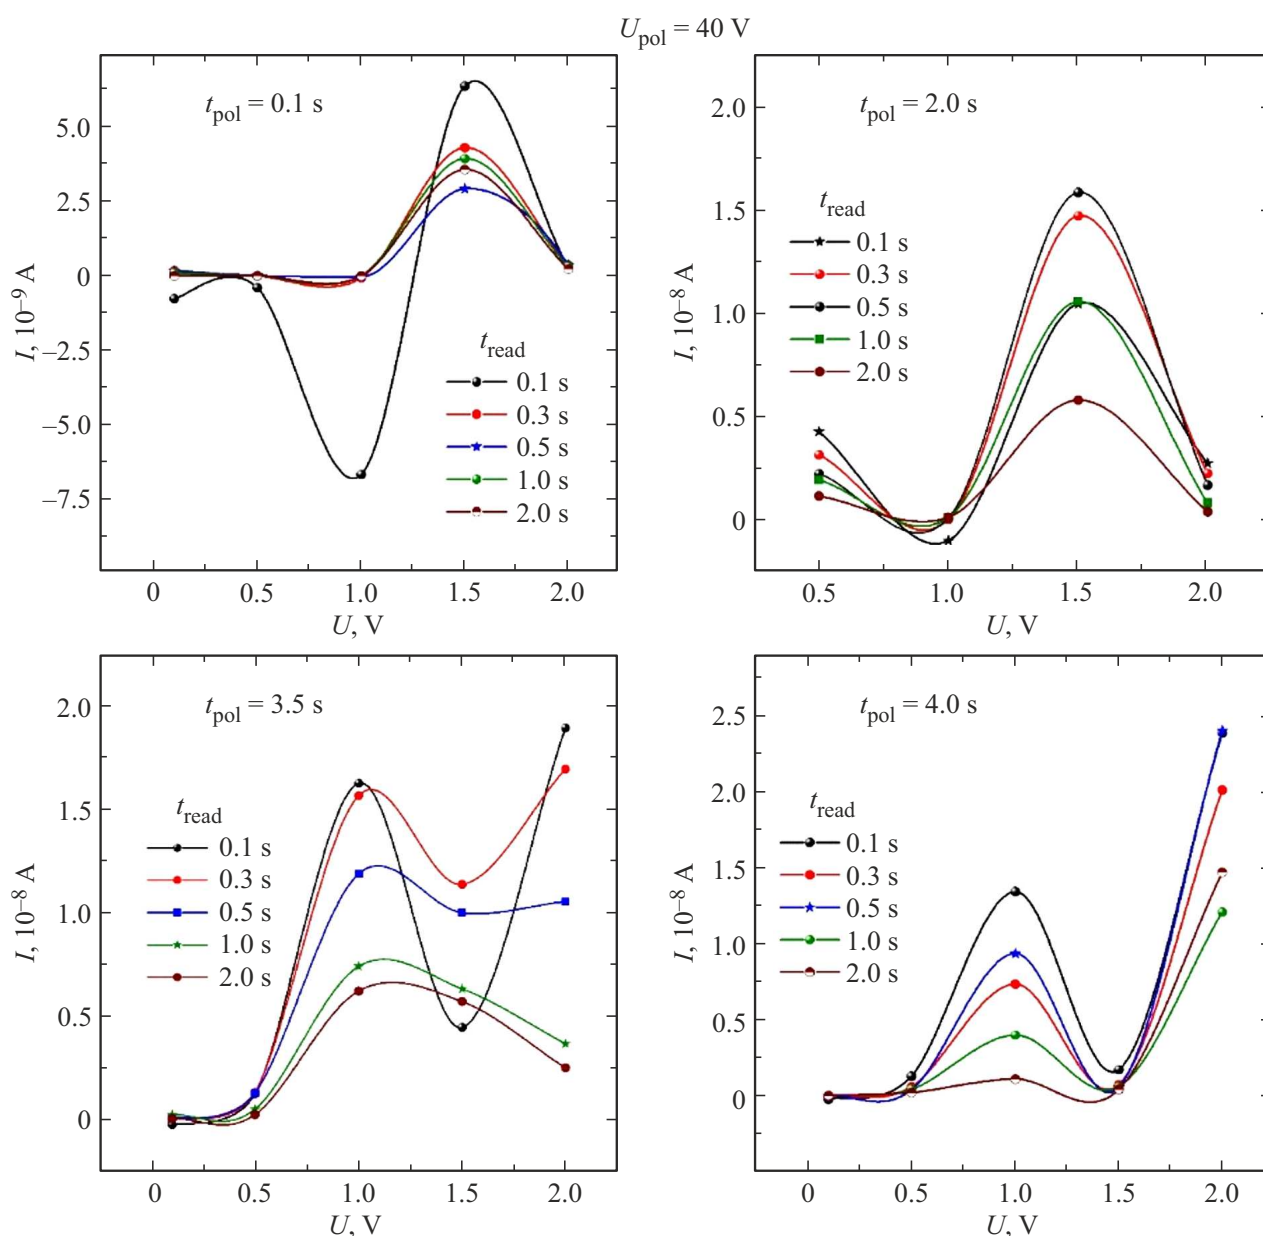 U_pol = 40 V
t_pol = 0.1 s
5.0
2.5
0
–2.5
–5.0
–7.5
I, 10^–9 A
t_read
0.1 s
0.3 s
0.5 s
1.0 s
2.0 s
0 0.5 1.0 1.5 2.0
U, V
t_pol = 2.0 s
2.0
1.5
1.0
0.5
0
I, 10^–8 A
t_read
0.1 s
0.3 s
0.5 s
1.0 s
2.0 s
0.5 1.0 1.5 2.0
U, V
t_pol = 3.5 s
2.0
1.5
1.0
0.5
0
I, 10^–8 A
t_read
0.1 s
0.3 s
0.5 s
1.0 s
2.0 s
0 0.5 1.0 1.5 2.0
U, V
t_pol = 4.0 s
2.5
2.0
1.5
1.0
0.5
0
I, 10^–8 A
t_read
0.1 s
0.3 s
0.5 s
1.0 s
2.0 s
0 0.5 1.0 1.5 2.0
U, V